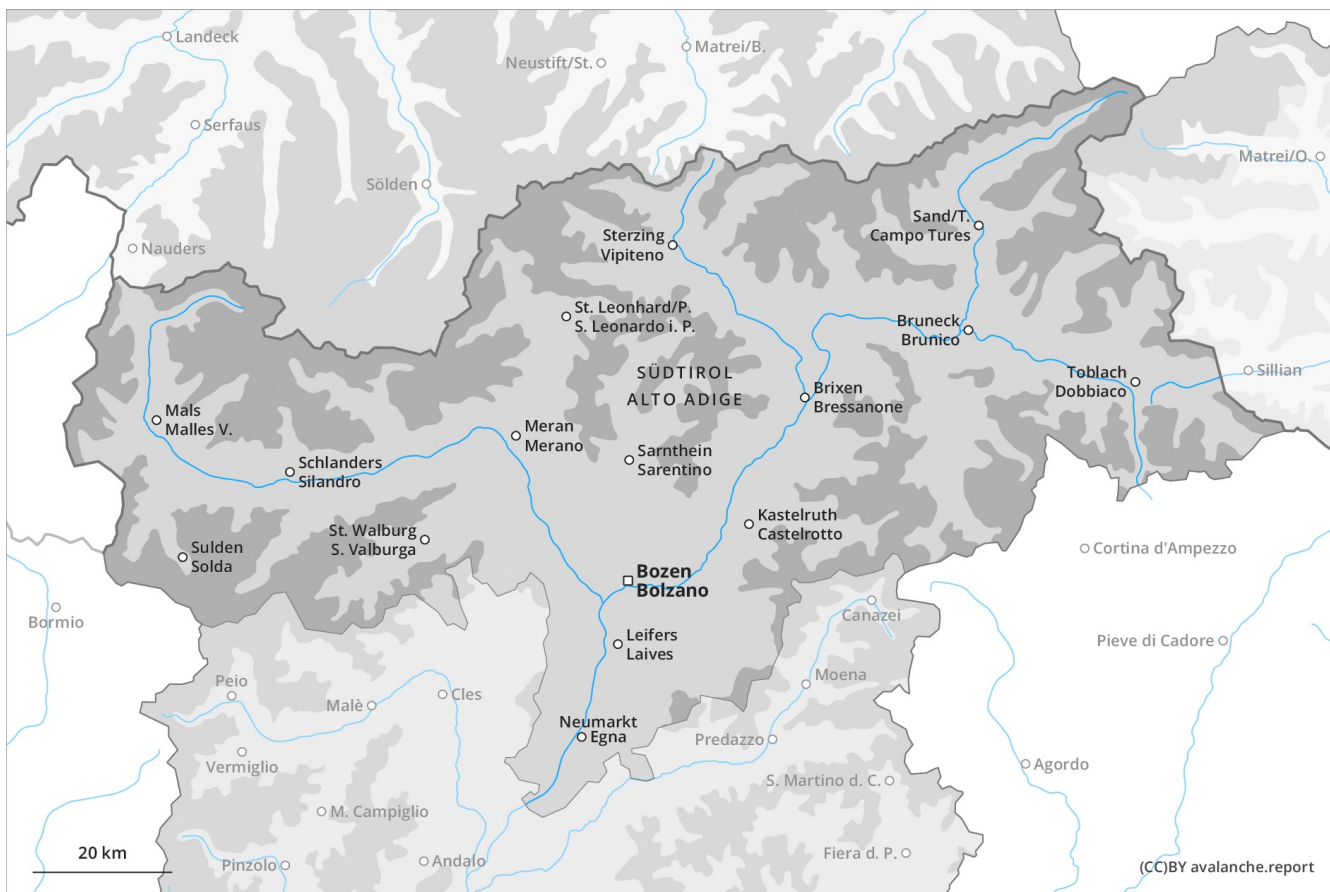 Landeck
Matrei/B.
Neustift/St.
Serfaus
Matrei/O.
Sölden
Sand/T.
Campo Tures
Sterzing
Vipiteno
Nauders
St. Leonhard/P.
S. Leonardo i. P.
Bruneck
Brunico
SÜDTIROL
ALTO ADIGE
Toblach
Dobbiaco
Sillian
Brixen
Bressanone
Mals
Malles V.
Meran
Merano
Sarnthein
Sarentino
Schlanders
Silandro
Kastelruth
Castelrotto
St. Walburg
S. Valburga
Sulden
Solda
Cortina d'Ampezzo
Bozen
Bolzano
Bormio
Canazei
Leifers
Laives
Pieve di Cadore
Peio
Moena
Malè
Cles
Neumarkt
Egna
Predazzo
Vermiglio
Agordo
S. Martino d. C.
M. Campiglio
20 km
Pinzolo
Andalo
Fiera d. P.
(CC)BY avalanche.report